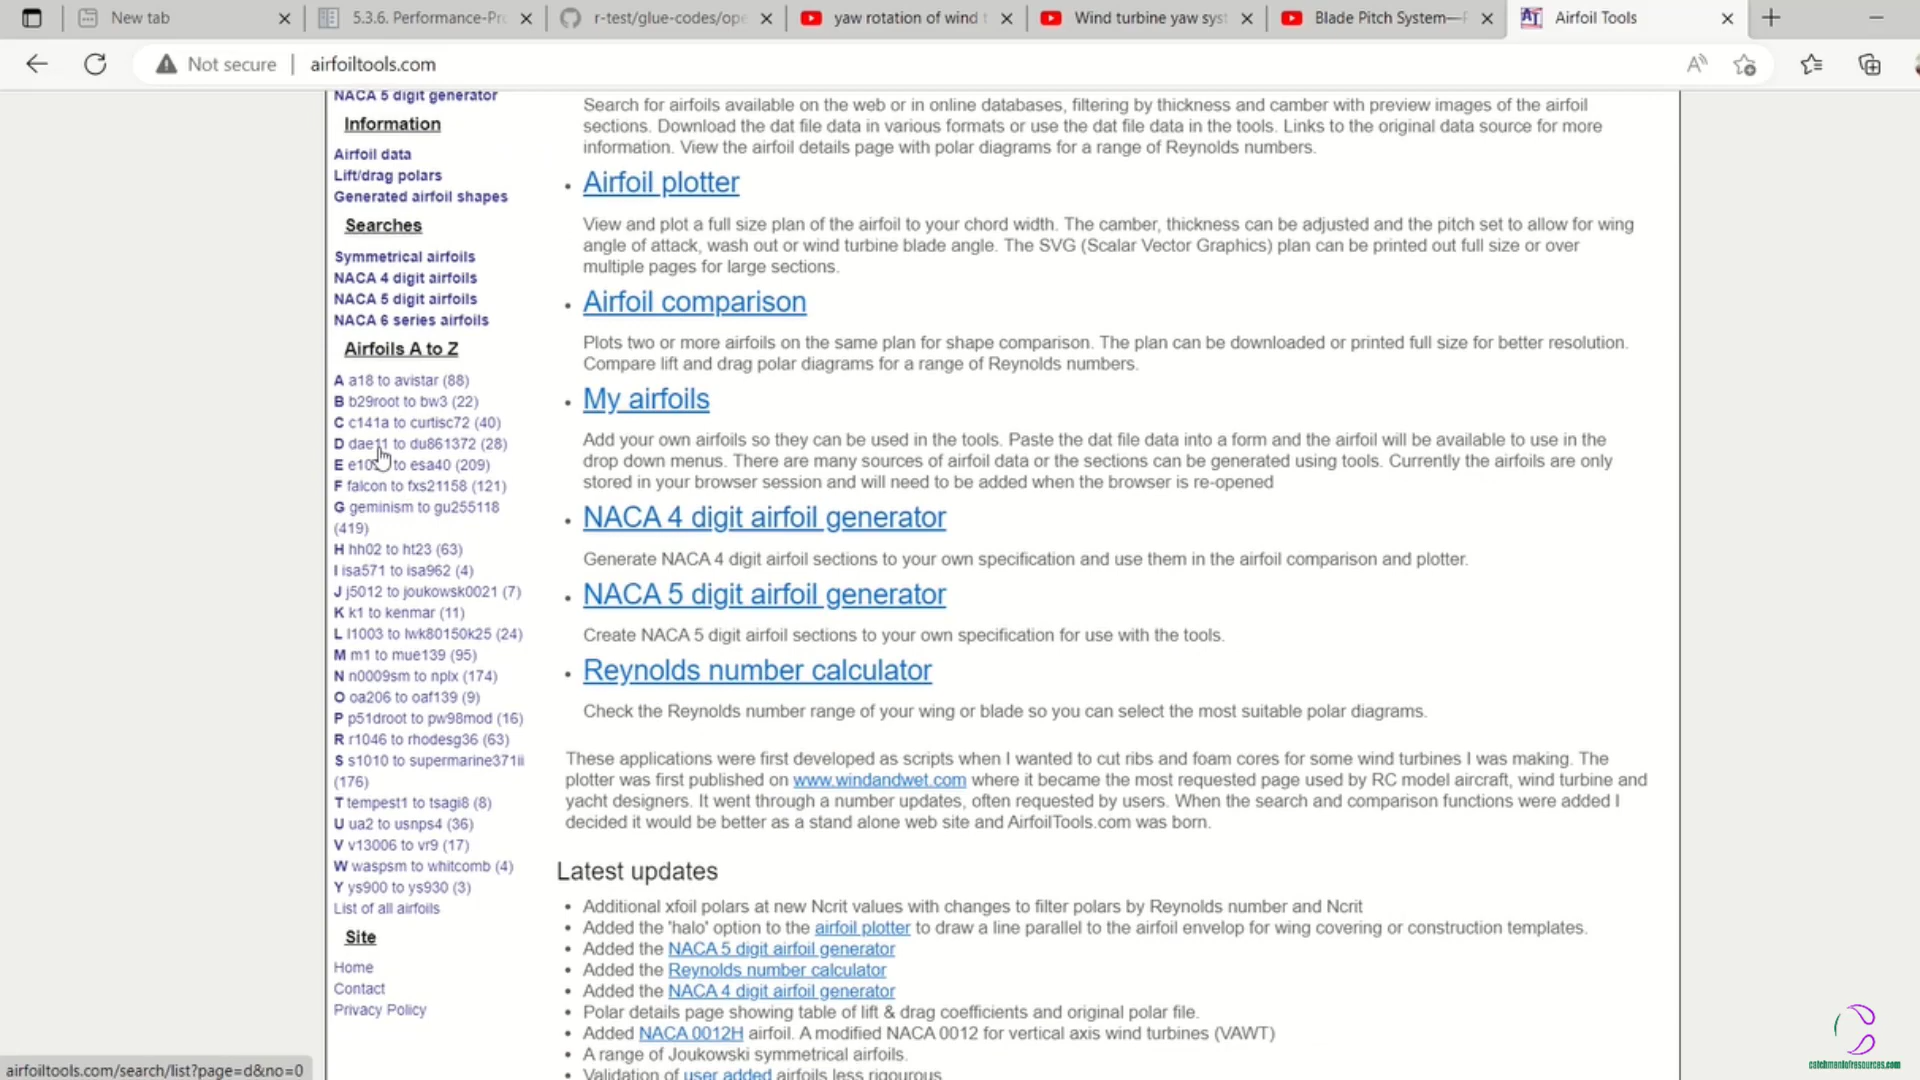 New tab
5.3.6. Performance-Pro
r-test/glue-codes/ope
yaw rotation of wind t
Wind turbine yaw syst
Blade Pitch System—
Airfoil Tools
Not secure
airfoiltools.com
NACA 5 digit generator
Information
Airfoil data
Lift/drag polars
Generated airfoil shapes
Searches
Symmetrical airfoils
NACA 4 digit airfoils
NACA 5 digit airfoils
NACA 6 series airfoils
Airfoils A to Z
A a18 to avistar (88)
B b29root to bw3 (22)
C c141a to curtisc72 (40)
D dae11 to du861372 (28)
to esa40 (209)
F falcon to fxs21158 (121)
G geminism to gu255118
(419)
H hh02 to ht23 (63)
I isa571 to isa962 (4)
J j5012 to joukowsk0021 (7)
K k1 to kenmar (11)
L l1003 to lwk80150k25 (24)
M m1 to mue139 (95)
N n0009sm to nplx (174)
O oa206 to oaf139 (9)
P p51droot to pw98mod (16)
R r1046 to rhodesg36 (63)
S s1010 to supermarine371ii
(176)
T tempest1 to tsagi8 (8)
U ua2 to usnps4 (36)
V v13006 to vr9 (17)
W waspsm to whitcomb (4)
Y ys900 to ys930 (3)
List of all airfoils
Site
Home
Contact
Privacy Policy
Search for airfoils available on the web or in online databases, filtering by thickness and camber with preview images of the airfoil
sections. Download the dat file data in various formats or use the dat file data in the tools. Links to the original data source for more
information. View the airfoil details page with polar diagrams for a range of Reynolds numbers.
• Airfoil plotter
View and plot a full size plan of the airfoil to your chord width. The camber, thickness can be adjusted and the pitch set to allow for wing
angle of attack, wash out or wind turbine blade angle. The SVG (Scalar Vector Graphics) plan can be printed out full size or over
multiple pages for large sections.
• Airfoil comparison
Plots two or more airfoils on the same plan for shape comparison. The plan can be downloaded or printed full size for better resolution.
Compare lift and drag polar diagrams for a range of Reynolds numbers.
• My airfoils
Add your own airfoils so they can be used in the tools. Paste the dat file data into a form and the airfoil will be available to use in the
drop down menus. There are many sources of airfoil data or the sections can be generated using tools. Currently the airfoils are only
stored in your browser session and will need to be added when the browser is re-opened
• NACA 4 digit airfoil generator
Generate NACA 4 digit airfoil sections to your own specification and use them in the airfoil comparison and plotter.
• NACA 5 digit airfoil generator
Create NACA 5 digit airfoil sections to your own specification for use with the tools.
• Reynolds number calculator
Check the Reynolds number range of your wing or blade so you can select the most suitable polar diagrams.
These applications were first developed as scripts when I wanted to cut ribs and foam cores for some wind turbines I was making. The
plotter was first published on www.windandwet.com where it became the most requested page used by RC model aircraft, wind turbine and
yacht designers. It went through a number updates, often requested by users. When the search and comparison functions were added I
decided it would be better as a stand alone web site and AirfoilTools.com was born.
Latest updates
• Additional xfoil polars at new Ncrit values with changes to filter polars by Reynolds number and Ncrit
• Added the 'halo' option to the airfoil plotter to draw a line parallel to the airfoil envelop for wing covering or construction templates.
• Added the NACA 5 digit airfoil generator
• Added the Reynolds number calculator
• Added the NACA 4 digit airfoil generator
• Polar details page showing table of lift & drag coefficients and original polar file.
• Added NACA 0012H airfoil. A modified NACA 0012 for vertical axis wind turbines (VAWT)
• A range of Joukowski symmetrical airfoils.
• Validation of user added airfoils less rigourous
airfoiltools.com/search/list?page=d&no=0
catchmentofresources.com